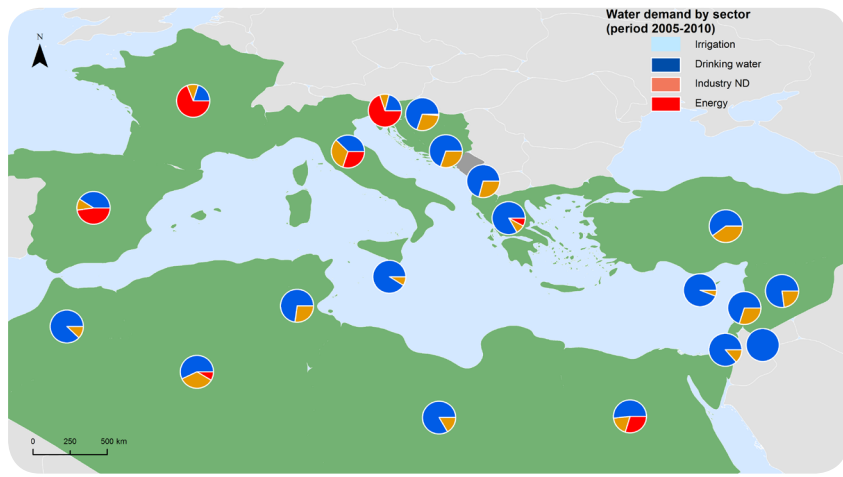 Water demand by sector
(period 2005-2010)
Irrigation
Drinking water
Industry ND
Energy
N
0 250 500 km